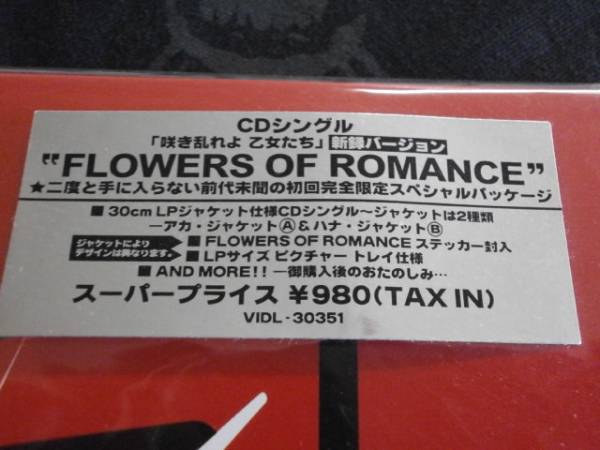 CDシングル
「咲き乱れよ 乙女たち」新録バージョン
"FLOWERS OF ROMANCE"
★二度と手に入らない前代未聞の初回完全限定スペシャルパッケージ
■ 30cm LPジャケット仕様CDシングル〜ジャケットは2種類
—アカ・ジャケットⒶ&ハナ・ジャケットⒷ
ジャケットにより
デザインは異なります。
■ FLOWERS OF ROMANCE ステッカー封入
■ LPサイズ ピクチャー トレイ仕様
■ AND MORE!! —御購入後のおたのしみ…
スーパープライス ¥980(TAX IN)
VIDL-30351